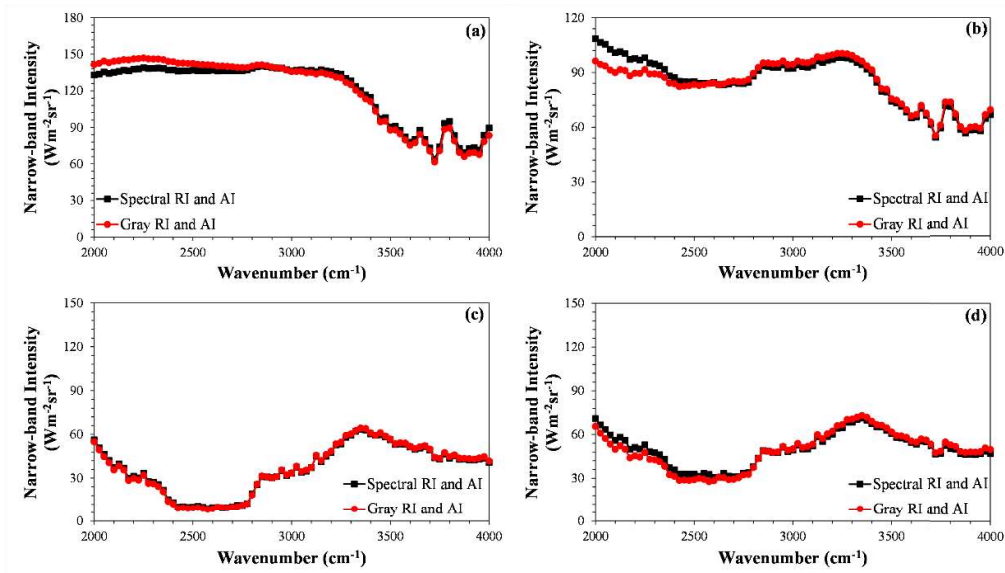 180
150
120
90
60
30
0
Narrow-band Intensity
(Wm⁻²sr⁻¹)
(a)
Spectral RI and AI
Gray RI and AI
2000 2500 3000 3500 4000
Wavenumber (cm⁻¹)
120
90
60
30
0
Narrow-band Intensity
(Wm⁻²sr⁻¹)
(b)
Spectral RI and AI
Gray RI and AI
2000 2500 3000 3500 4000
Wavenumber (cm⁻¹)
150
120
90
60
30
0
Narrow-band Intensity
(Wm⁻²sr⁻¹)
(c)
Spectral RI and AI
Gray RI and AI
2000 2500 3000 3500 4000
Wavenumber (cm⁻¹)
150
120
90
60
30
0
Narrow-band Intensity
(Wm⁻²sr⁻¹)
(d)
Spectral RI and AI
Gray RI and AI
2000 2500 3000 3500 4000
Wavenumber (cm⁻¹)